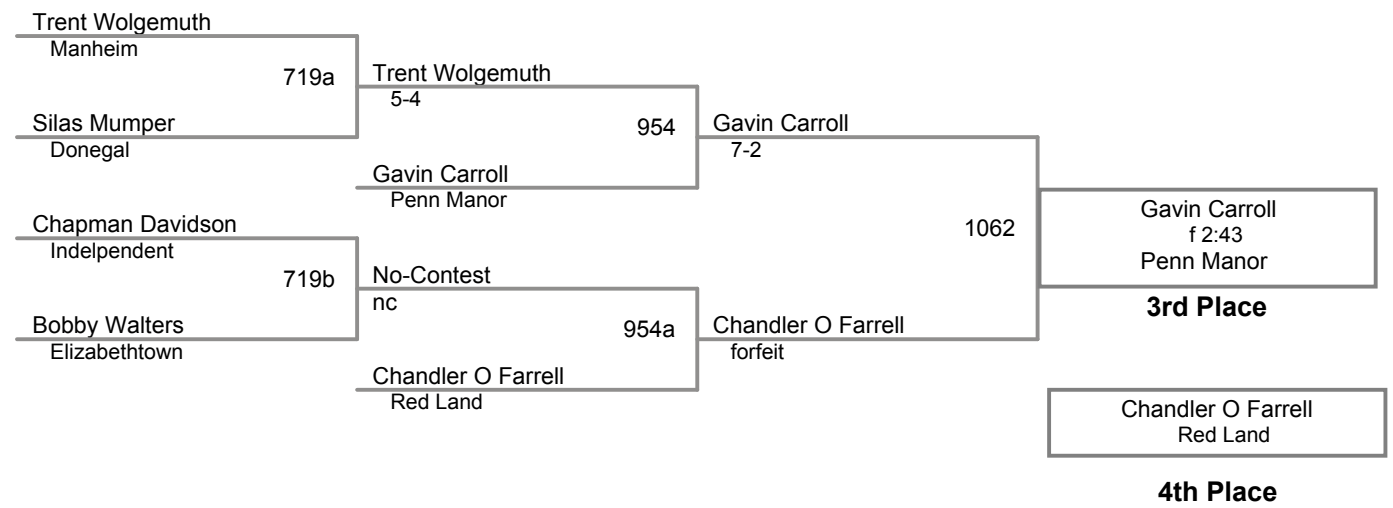 Trent Wolgemuth
Manheim
719a
Trent Wolgemuth
5-4
Silas Mumper
Donegal
954
Gavin Carroll
7-2
Gavin Carroll
Penn Manor
Chapman Davidson
Indelpendent
1062
Gavin Carroll
f 2:43
Penn Manor
3rd Place
719b
No-Contest
nc
Bobby Walters
Elizabethtown
954a
Chandler O Farrell
forfeit
Chandler O Farrell
Red Land
Chandler O Farrell
Red Land
4th Place